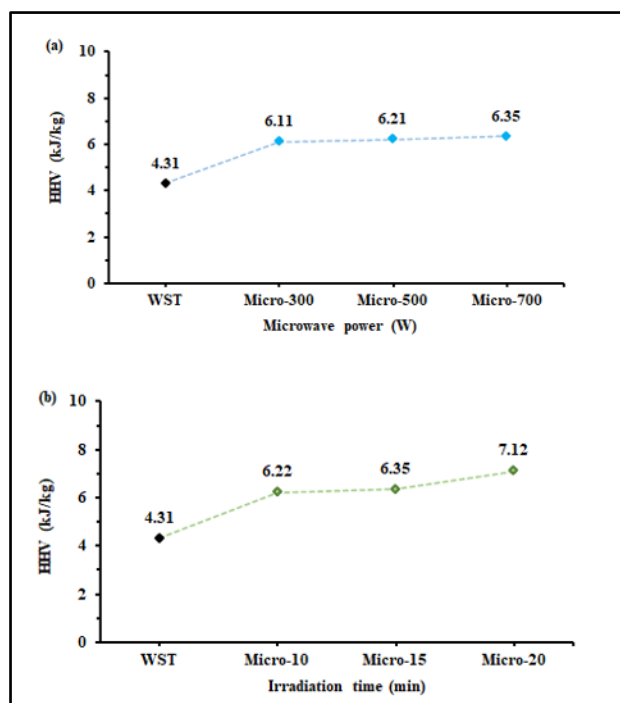 (a)
10
8
6
4
2
0
HHV (kJ/kg)
4.31
6.11
6.21
6.35
WST Micro-300 Micro-500 Micro-700
Microwave power (W)
(b)
10
8
6
4
2
0
HHV (kJ/kg)
4.31
6.22
6.35
7.12
WST Micro-10 Micro-15 Micro-20
Irradiation time (min)